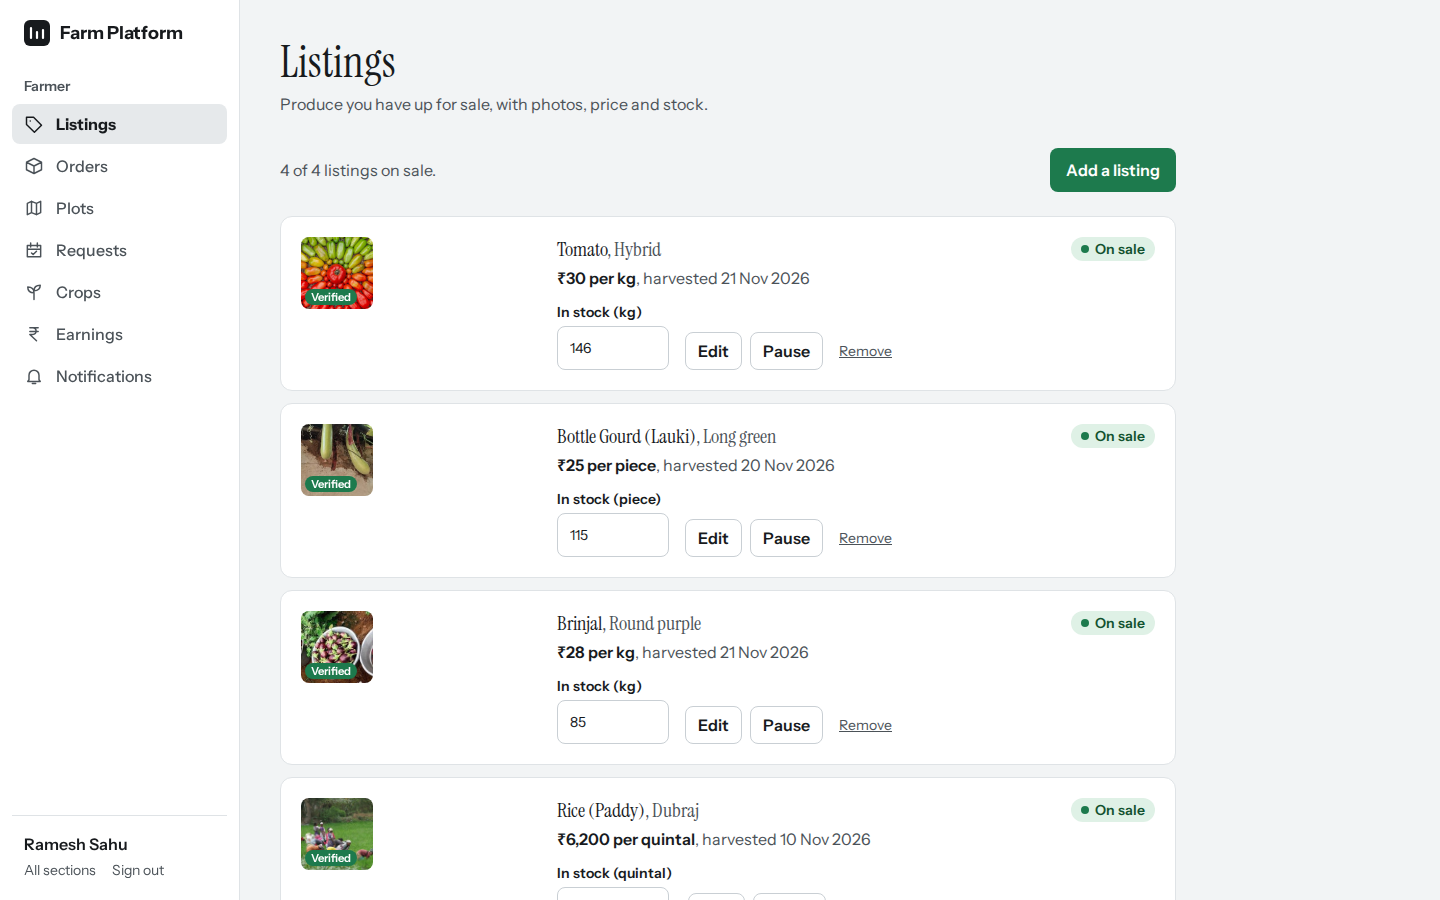 Farm Platform
Farmer
Listings
Orders
Plots
Requests
Crops
Earnings
Notifications
Ramesh Sahu
All sections Sign out
Listings
Produce you have up for sale, with photos, price and stock.
4 of 4 listings on sale.
Add a listing
Verified
Tomato, Hybrid
On sale
₹30 per kg, harvested 21 Nov 2026
In stock (kg)
146 Edit Pause Remove
Verified
Bottle Gourd (Lauki), Long green
On sale
₹25 per piece, harvested 20 Nov 2026
In stock (piece)
115 Edit Pause Remove
Verified
Brinjal, Round purple
On sale
₹28 per kg, harvested 21 Nov 2026
In stock (kg)
85 Edit Pause Remove
Verified
Rice (Paddy), Dubraj
On sale
₹6,200 per quintal, harvested 10 Nov 2026
In stock (quintal)